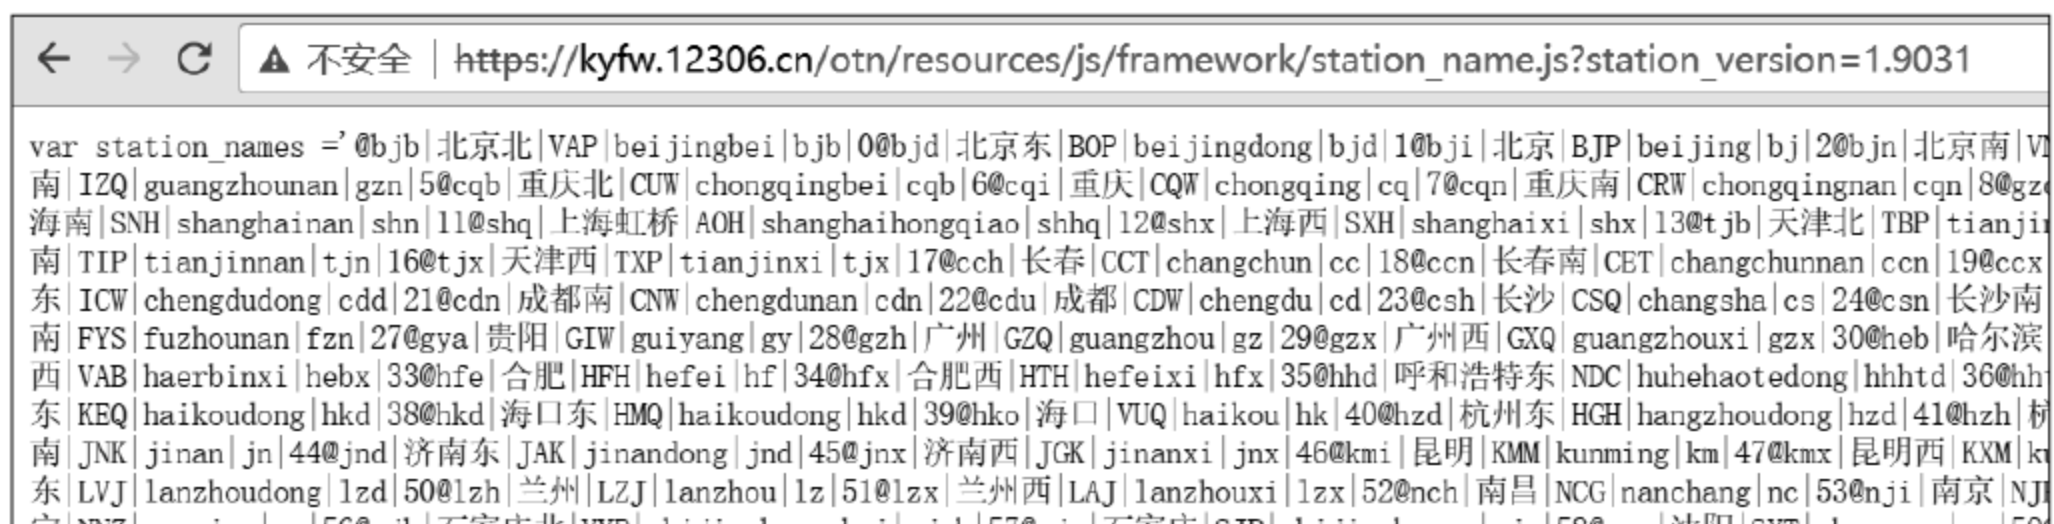 不安全 https://kyfw.12306.cn/otn/resources/js/framework/station_name.js?station_version=1.9031
var station_names ='@bjb|北京北|VAP|beijingbei|bjb|0@bjd|北京东|BOP|beijingdong|bjd|1@bji|北京|BJP|beijing|bj|2@bjn|北京南|
南|IZQ|guangzhounan|gzn|5@cqb|重庆北|CUW|chongqingbei|cqb|6@cqi|重庆|CQW|chongqing|cq|7@cqn|重庆南|CRW|chongqingnan|cqn|8@gz
海南|SNH|shanghainan|shn|11@shq|上海虹桥|AOH|shanghaihongqiao|shhq|12@shx|上海西|SXH|shanghaixi|shx|13@tjb|天津北|TBP|tianji
南|TIP|tianjinnan|tjn|16@tjx|天津西|TXP|tianjinxi|tjx|17@cch|长春|CCT|changchun|cc|18@ccn|长春南|CET|changchunnan|ccn|19@ccx
东|ICW|chengdudong|cdd|21@cdn|成都南|CNW|chengdunan|cdn|22@cdu|成都|CDW|chengdu|cd|23@csh|长沙|CSQ|changsha|cs|24@csn|长沙南
南|FYS|fuzhounan|fzn|27@gya|贵阳|GIW|guiyang|gy|28@gzh|广州|GZQ|guangzhou|gz|29@gzx|广州西|GXQ|guangzhouxi|gzx|30@heb|哈尔滨
西|VAB|haerbinxi|hebx|33@hfe|合肥|HFH|hefei|hf|34@hfx|合肥西|HTH|hefeixi|hfx|35@hhd|呼和浩特东|NDC|huhehaotedong|hhhtd|36@hh
东|KEQ|haikoudong|hkd|38@hkd|海口东|HMQ|haikoudong|hkd|39@hko|海口|VUQ|haikou|hk|40@hzd|杭州东|HGH|hangzhoudong|hzd|41@hzh|杭
南|JNK|jinan|jn|44@jnd|济南东|JAK|jinandong|jnd|45@jnx|济南西|JGK|jinanxi|jnx|46@kmi|昆明|KMM|kunming|km|47@kmx|昆明西|KXM|k
东|LVJ|lanzhoudong|lzd|50@lzh|兰州|LZJ|lanzhou|lz|51@lzx|兰州西|LAJ|lanzhouxi|lzx|52@nch|南昌|NCG|nanchang|nc|53@nji|南京|NJ